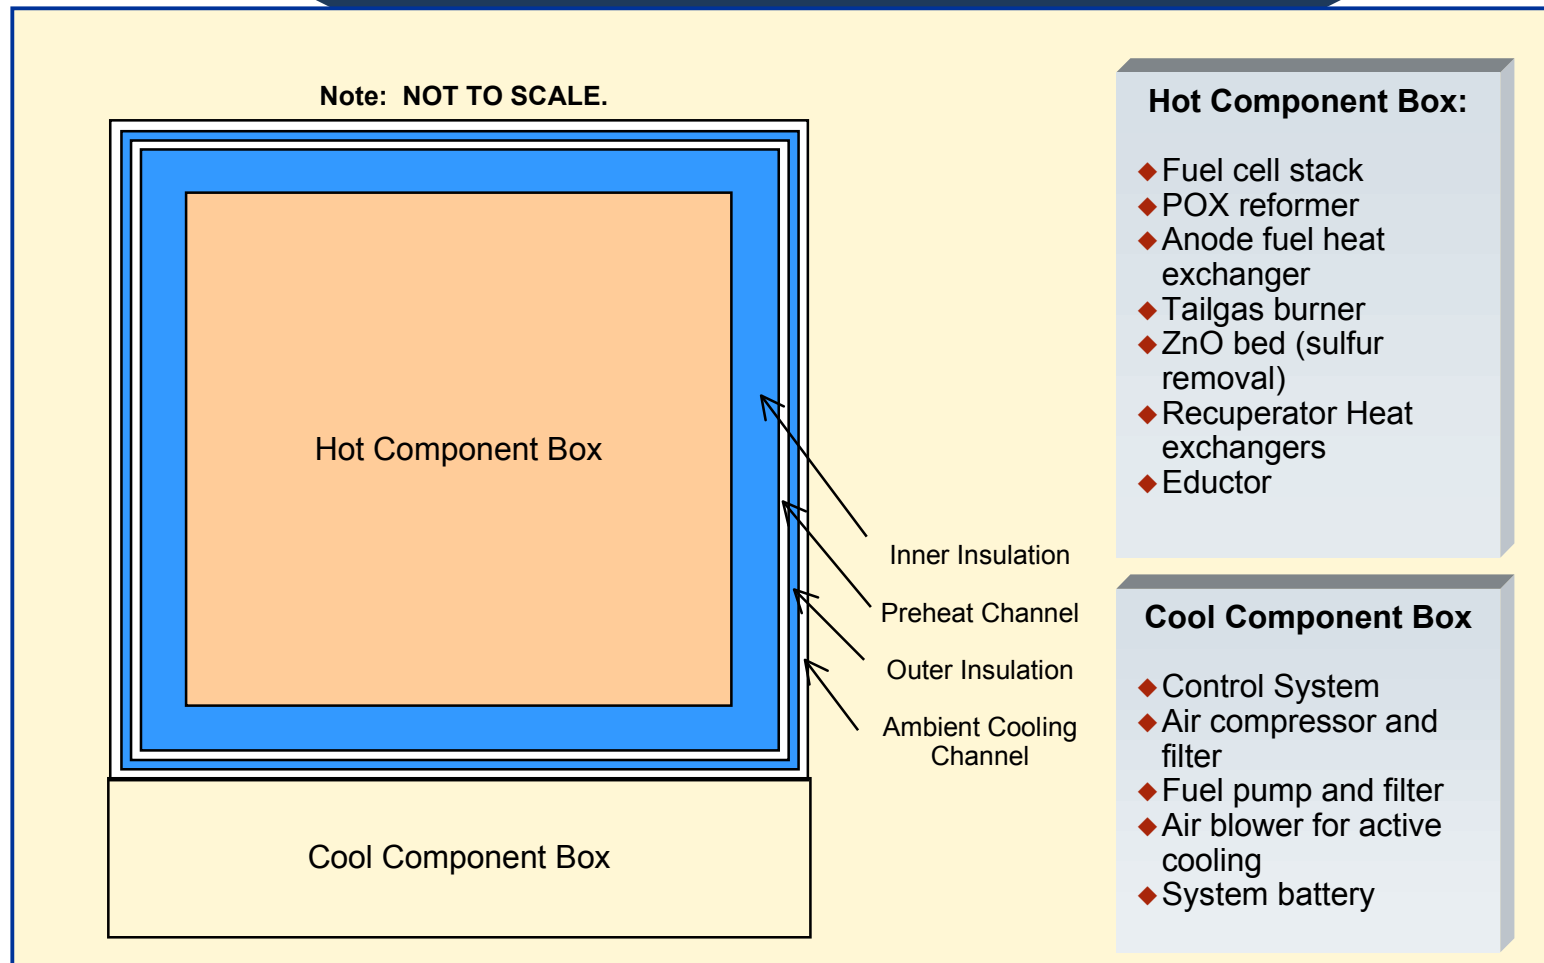 Note: NOT TO SCALE.
Hot Component Box
Inner Insulation
Preheat Channel
Outer Insulation
Ambient Cooling
Channel
Cool Component Box
Hot Component Box:
Fuel cell stack
POX reformer
Anode fuel heat
exchanger
Tailgas burner
ZnO bed (sulfur
removal)
Recuperator Heat
exchangers
Eductor
Cool Component Box
Control System
Air compressor and
filter
Fuel pump and filter
Air blower for active
cooling
System battery